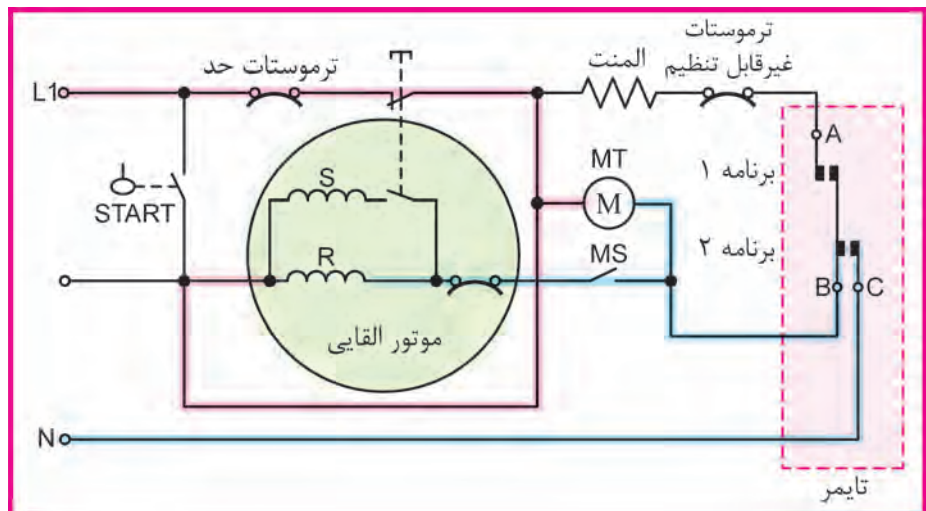 ترموستات
غیرقابل تنظیم
المنت
ترموستات حد
L1
A
MT
برنامه ۱
S
START
M
R
MS
برنامه ۲
B C
موتور القایی
N
تایمر